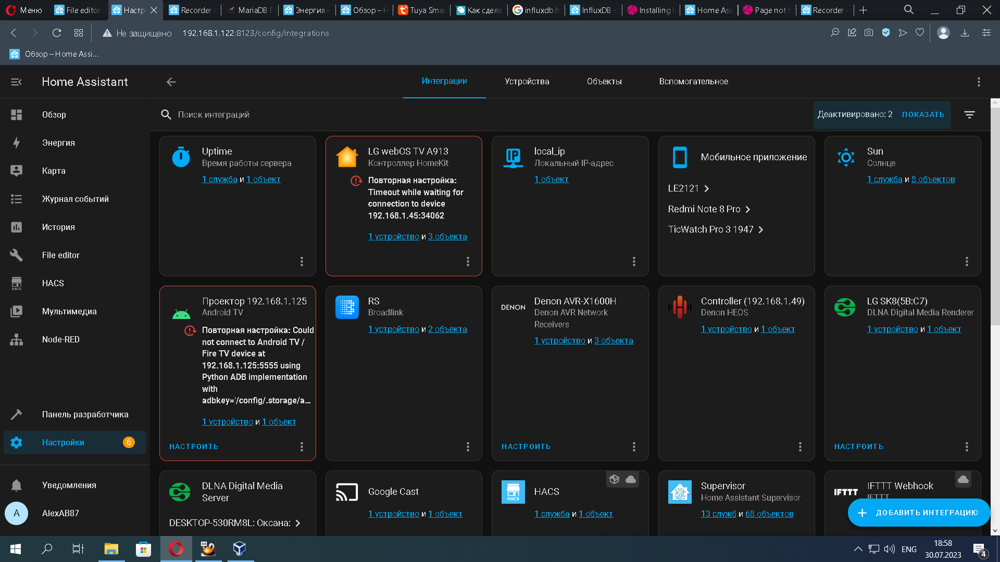 Меню
File editor
Настр
Recorder -
MariaDB F
Энергия –
Обзор – H
Tuya Smar
Как сдела
influxdb h
InfluxDB -
Installing I
Home Ass
Page not f
Recorder -
Не защищено
192.168.1.122:8123/config/integrations
Обзор – Home Assi...
Home Assistant
Интеграции
Устройства
Объекты
Вспомогательное
Обзор
Энергия
Карта
Журнал событий
История
File editor
HACS
Мультимедиа
Node-RED
Панель разработчика
Настройки
6
Уведомления
A
AlexAB87
Поиск интеграций
Деактивировано: 2
ПОКАЗАТЬ
Uptime
Время работы сервера
1 служба и 1 объект
LG webOS TV A913
Контроллер HomeKit
Повторная настройка:
Timeout while waiting for
connection to device
192.168.1.45:34062
1 устройство и 3 объекта
IP
local_ip
Локальный IP-адрес
1 объект
Мобильное приложение
LE2121
Redmi Note 8 Pro
TicWatch Pro 3 1947
Sun
Солнце
1 служба и 8 объектов
Проектор 192.168.1.125
Android TV
Повторная настройка: Could
not connect to Android TV /
Fire TV device at
192.168.1.125:5555 using
Python ADB implementation
with
adbkey='/config/.storage/a...
1 устройство и 1 объект
НАСТРОИТЬ
RS
Broadlink
1 устройство и 2 объекта
DENON
Denon AVR-X1600H
Denon AVR Network
Receivers
1 устройство и 3 объекта
НАСТРОИТЬ
Controller (192.168.1.49)
Denon HEOS
1 устройство и 1 объект
LG SK8(5B:C7)
DLNA Digital Media Renderer
1 устройство и 1 объект
НАСТРОИТЬ
DLNA Digital Media
Server
DESKTOP-530RM8L: Оксана:
Google Cast
1 устройство и 1 объект
HACS
HACS
1 служба и 1 объект
Supervisor
Home Assistant Supervisor
13 служб и 68 объектов
IFTTT
IFTTT Webhook
IFTTT
ДОБАВИТЬ ИНТЕГРАЦИЮ
ENG
18:58
30.07.2023
4